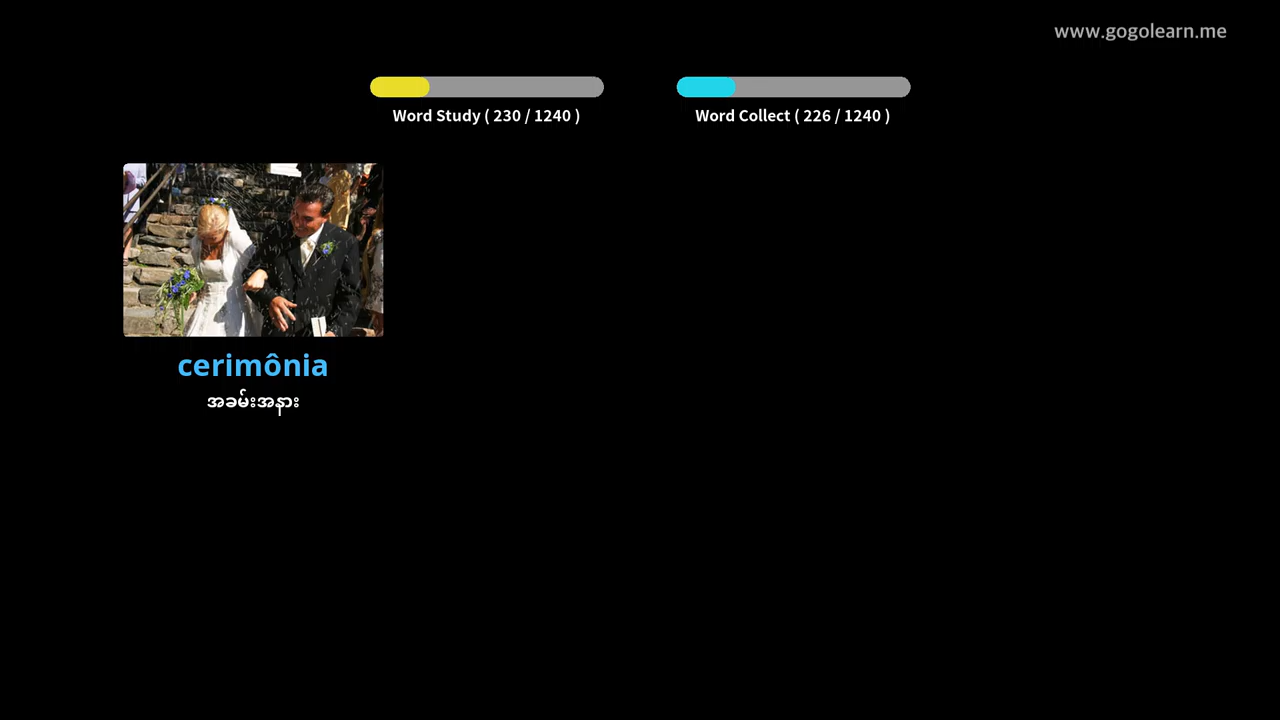 www.gogolearn.me
Word Study ( 230 / 1240 )
Word Collect ( 226 / 1240 )
cerimônia
အခမ်းအနား